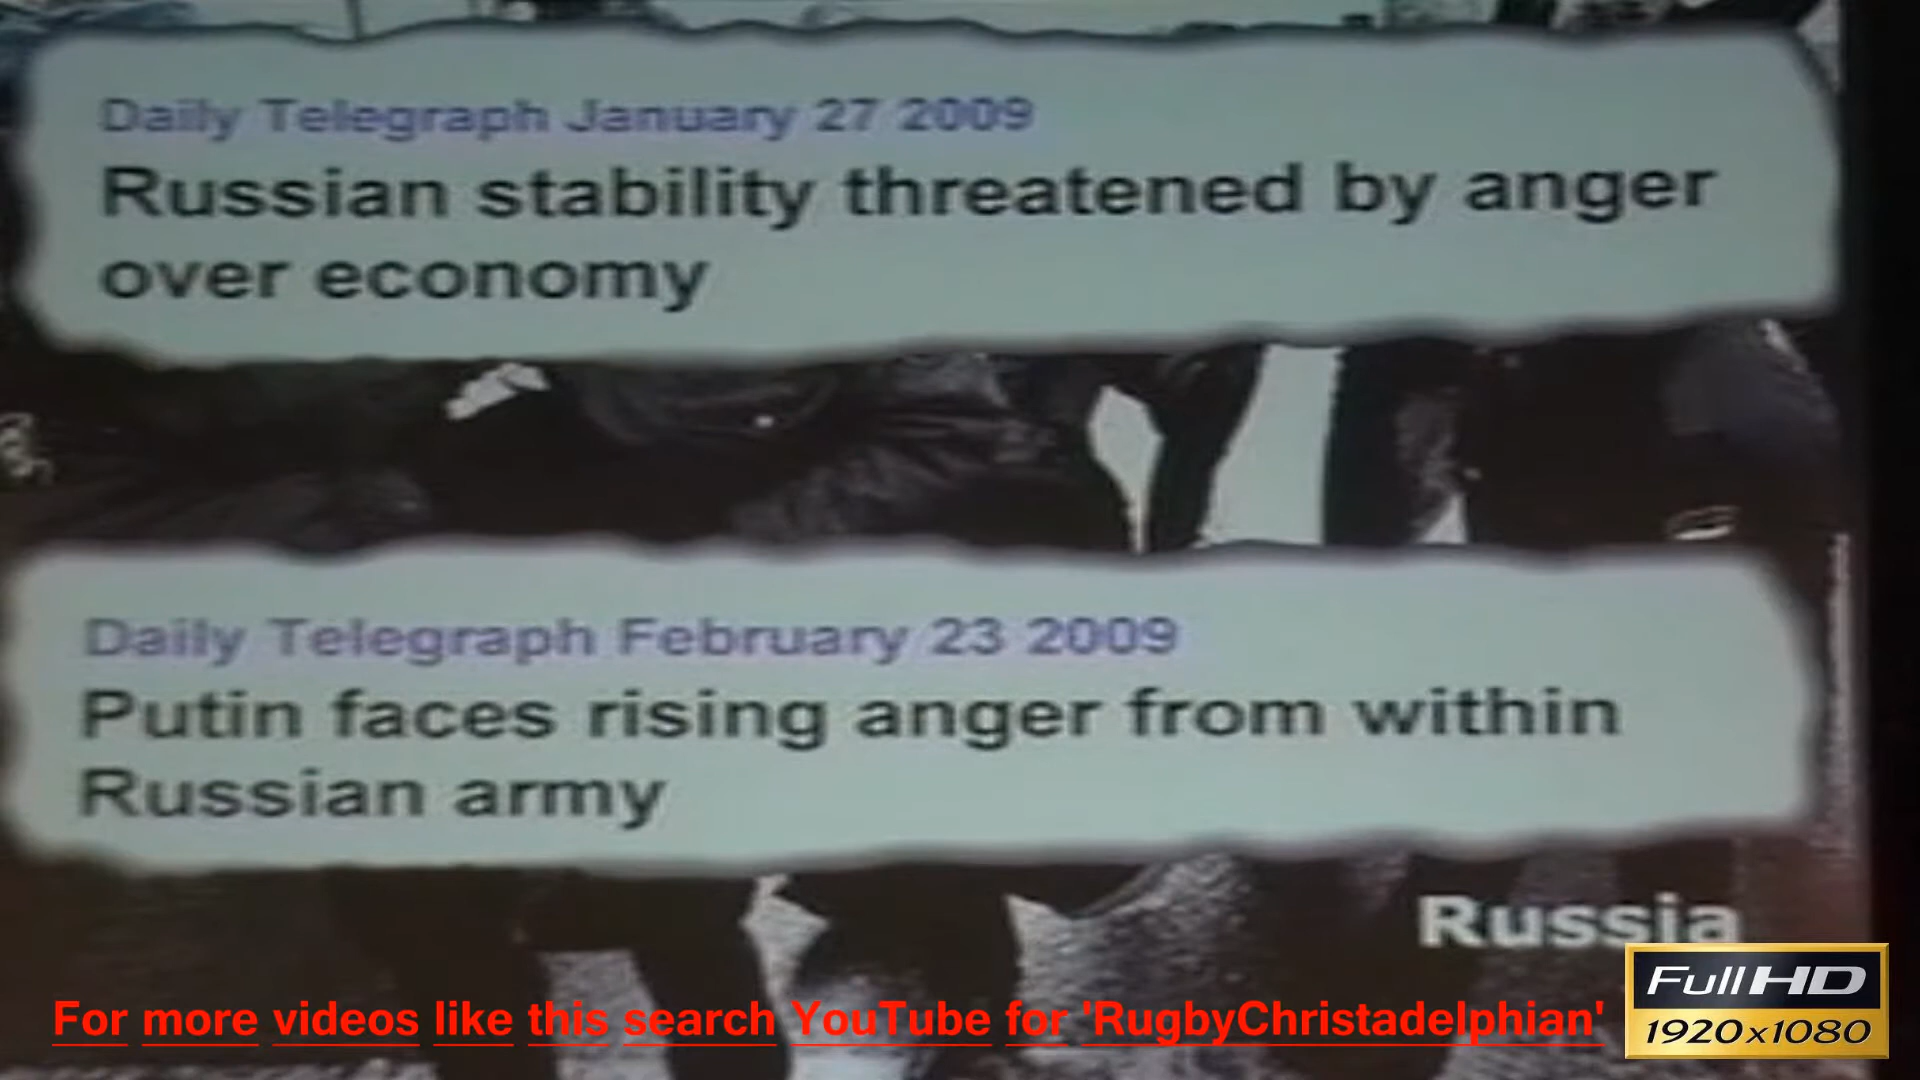 Daily Telegraph January 27 2009
Russian stability threatened by anger
over economy
Daily Telegraph February 23 2009
Putin faces rising anger from within
Russian army
Russia
For more videos like this search YouTube for 'RugbyChristadelphian'
Full HD
1920x1080